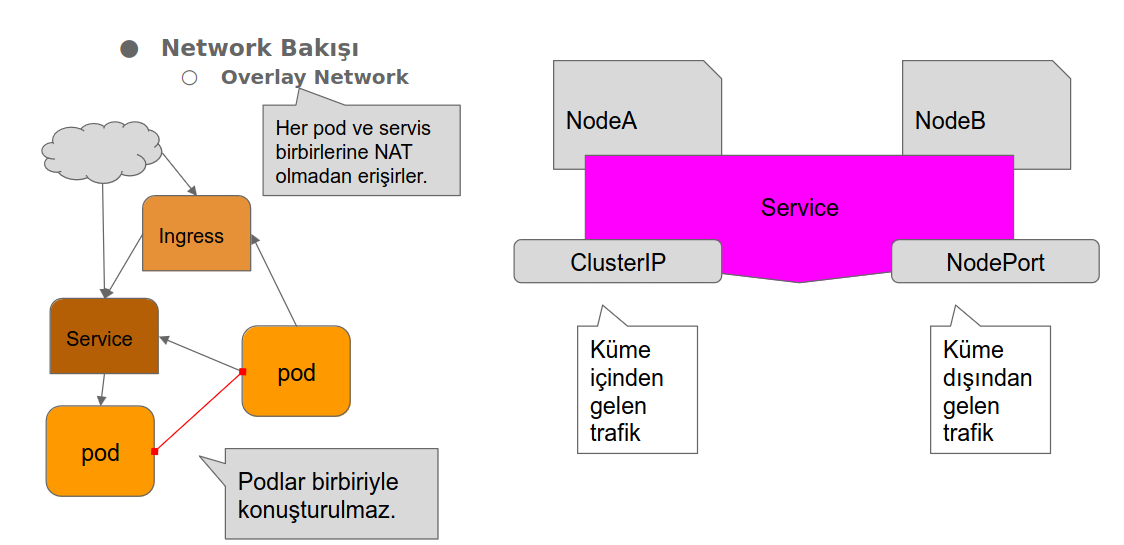 Network Bakışı
Overlay Network
Her pod ve servis
birbirlerine NAT
olmadan erişirler.
Ingress
Service
pod
pod
Podlar birbiriyle
konuşturulmaz.
NodeA
NodeB
Service
ClusterIP
NodePort
Küme
içinden
gelen
trafik
Küme
dışından
gelen
trafik